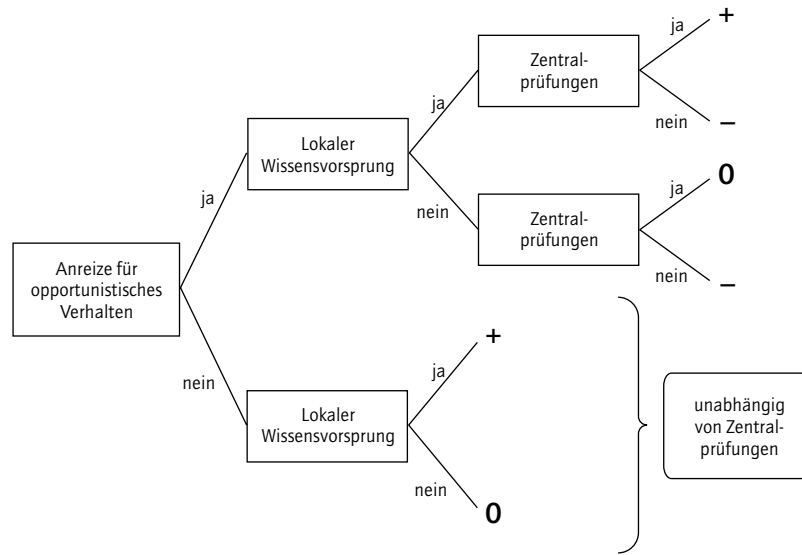 ja
+
Zentral-
prüfungen
nein
–
ja
Lokaler
Wissensvorsprung
nein
ja
0
Zentral-
prüfungen
nein
–
ja
Anreize für
opportunistisches
Verhalten
nein
+
ja
Lokaler
Wissensvorsprung
nein
0
unabhängig
von Zentral-
prüfungen